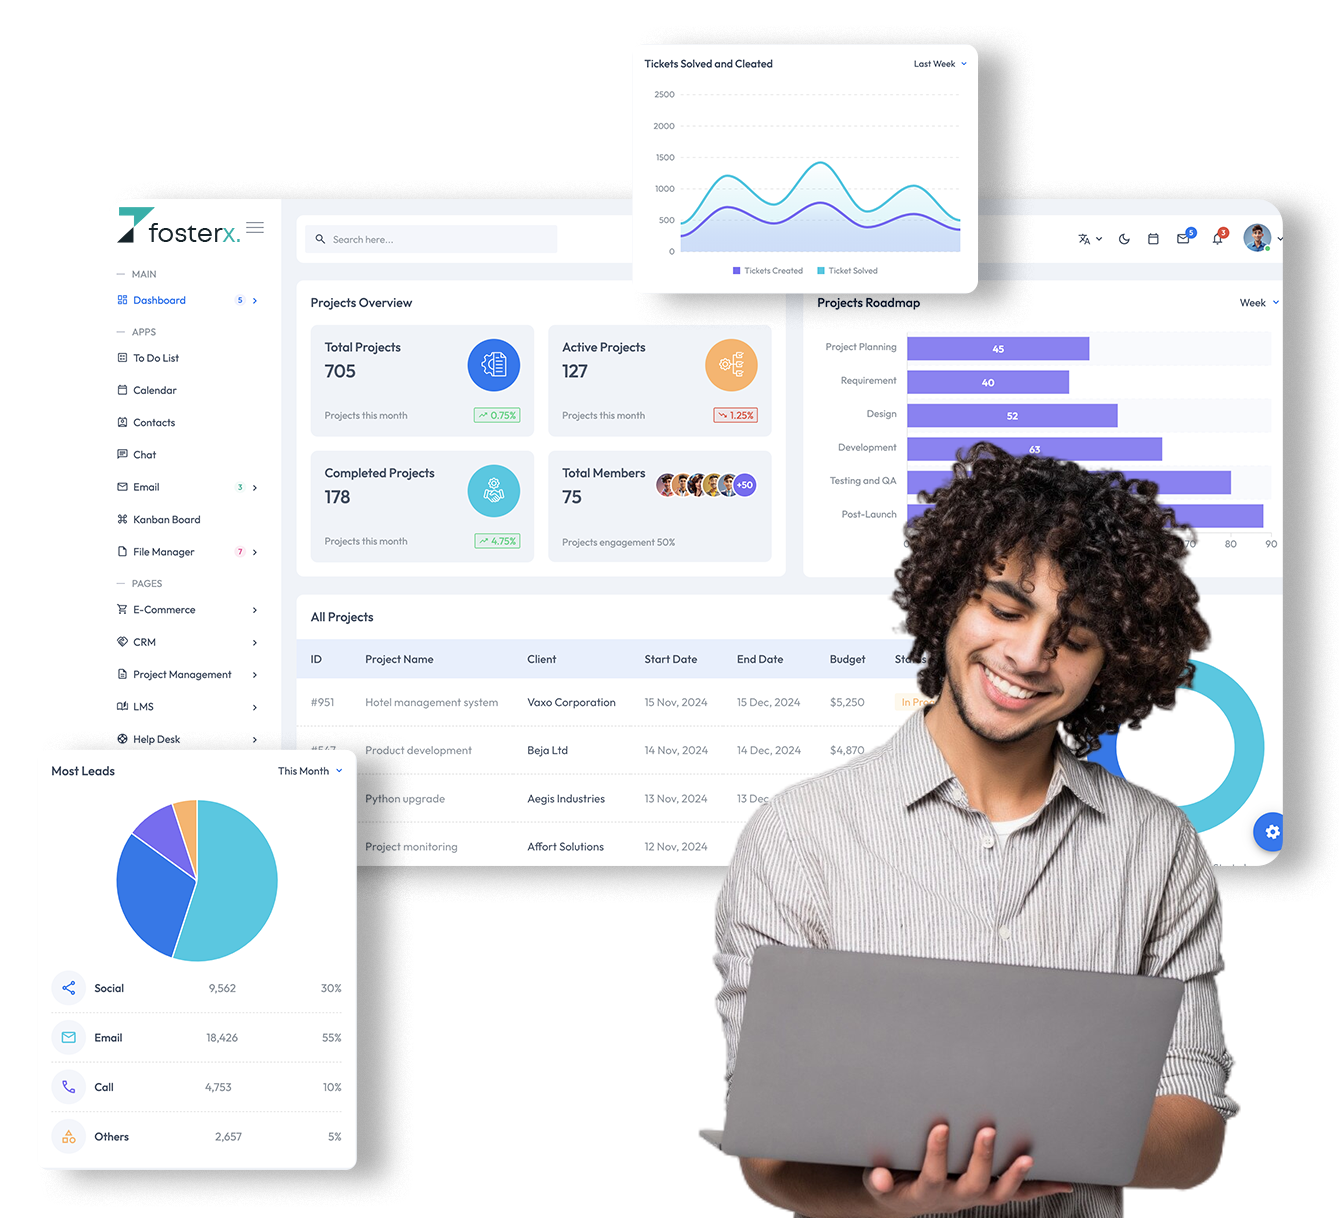 Tickets Solved and Cleated
Last Week
2500
2000
1500
1000
500
0
Tickets Created
Ticket Solved
fosterx.
Search here...
5
3
MAIN
Dashboard 5
APPS
To Do List
Calendar
Contacts
Chat
Email 3
Kanban Board
File Manager 7
PAGES
E-Commerce
CRM
Project Management
LMS
Help Desk
Projects Overview
Total Projects
705
Projects this month 0.75%
Active Projects
127
Projects this month 1.25%
Completed Projects
178
Projects this month 4.75%
Total Members
75
+50
Projects engagement 50%
Projects Roadmap
Week
Project Planning 45
Requirement 40
Design 52
Development 63
Testing and QA
Post-Launch
70 80 90
All Projects
ID Project Name Client Start Date End Date Budget Status
#951 Hotel management system Vaxo Corporation 15 Nov, 2024 15 Dec, 2024 $5,250 In Pro
#547 Product development Beja Ltd 14 Nov, 2024 14 Dec, 2024 $4,870
Python upgrade Aegis Industries 13 Nov, 2024 13 Dec,
Project monitoring Affort Solutions 12 Nov, 2024
Most Leads
This Month
Social 9,562 30%
Email 18,426 55%
Call 4,753 10%
Others 2,657 5%